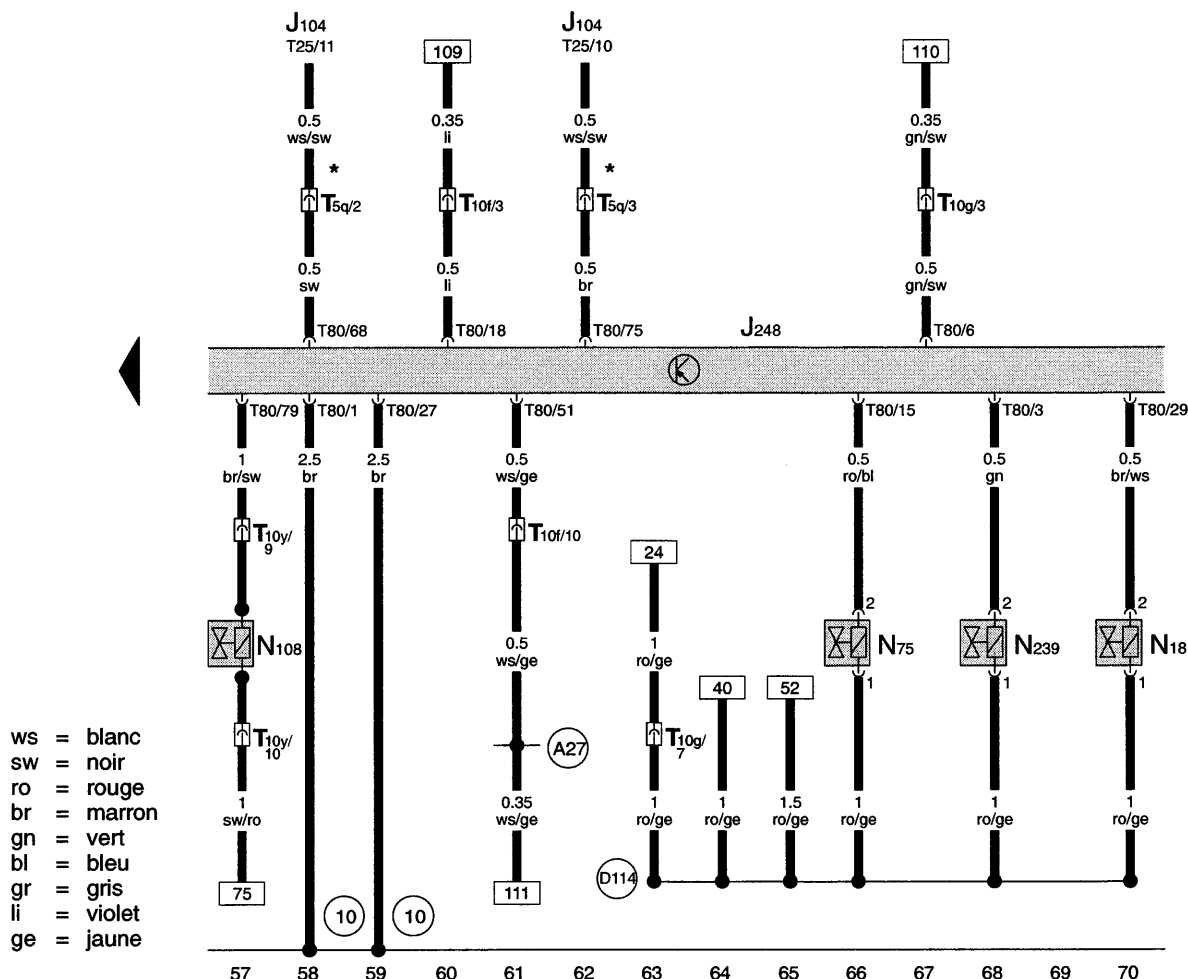 J104 J104
T25/11 109 T25/10 110
0.5 0.35 0.5 0.35
ws/sw li ws/sw gn/sw
* *
T5q/2 T10f/3 T5q/3 T10g/3
0.5 0.5 0.5 0.5
sw li br gn/sw
T80/68 T80/18 T80/75 J248 T80/6
T80/79 T80/1 T80/27 T80/51 T80/15 T80/3 T80/29
1 2.5 2.5 0.5 0.5 0.5 0.5
br/sw br br ws/ge ro/bl gn br/ws
T10y/ T10f/10
9
24
2 2 2
N108 0.5 1 N75 N239 N18
ws/ge ro/ge
40 52 1 1 1
T10y/ A27 T10g/
10 7
1 0.35 1 1 1.5 1 1 1
sw/ro ws/ge ro/ge ro/ge ro/ge ro/ge ro/ge ro/ge
75 111 D114
10 10
ws = blanc
sw = noir
ro = rouge
br = marron
gn = vert
bl = bleu
gr = gris
li = violet
ge = jaune
57 58 59 60 61 62 63 64 65 66 67 68 69 70